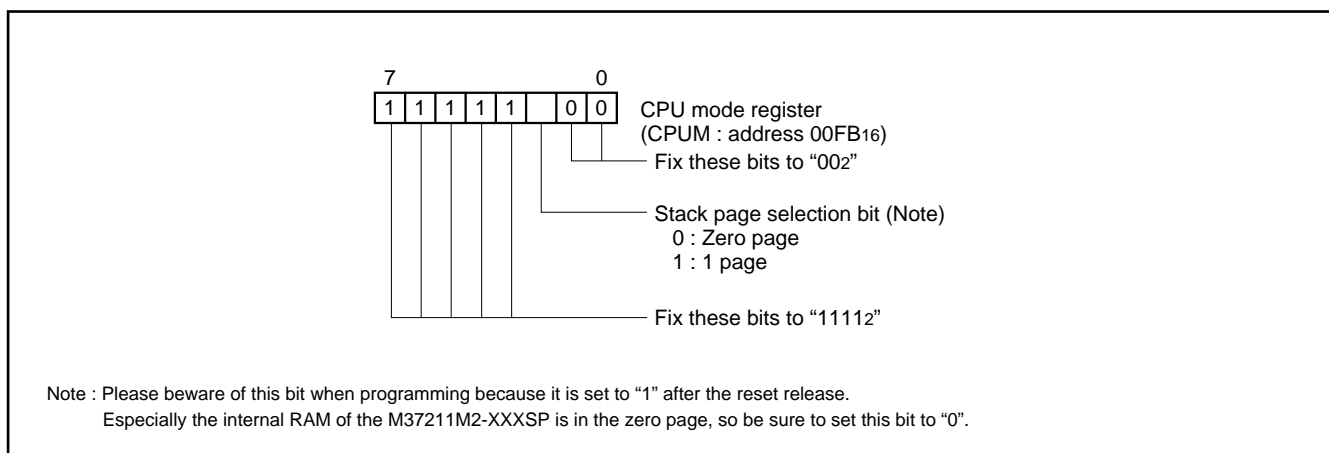 7 0
1 1 1 1 1 0 0 CPU mode register
(CPUM : address 00FB16)
Fix these bits to “002”
Stack page selection bit (Note)
0 : Zero page
1 : 1 page
Fix these bits to “11112”
Note : Please beware of this bit when programming because it is set to “1” after the reset release.
Especially the internal RAM of the M37211M2-XXXSP is in the zero page, so be sure to set this bit to “0”.